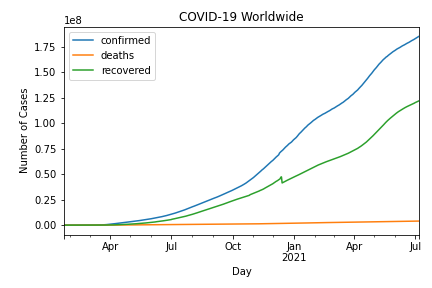 COVID-19 Worldwide
1e8
confirmed
deaths
recovered
1.75
1.50
1.25
1.00
0.75
0.50
0.25
0.00
Number of Cases
Apr Jul Oct Jan Apr Jul
2021
Day